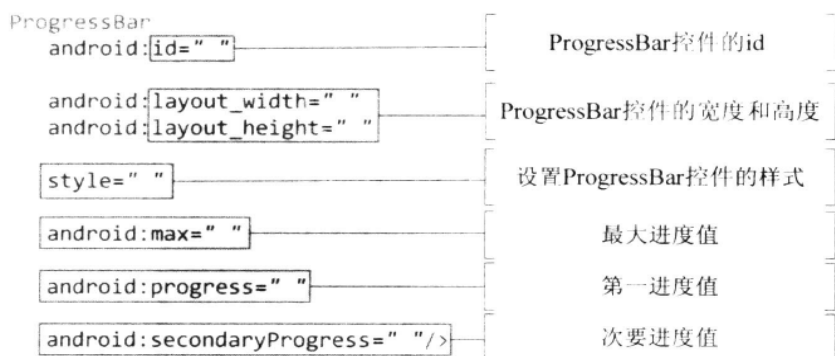 ProgressBar
android:id=" "
ProgressBar控件的id
android:layout_width=" "
android:layout_height=" "
ProgressBar控件的宽度和高度
style=" "
设置ProgressBar控件的样式
android:max=" "
最大进度值
android:progress=" "
第一进度值
android:secondaryProgress=" "/>
次要进度值